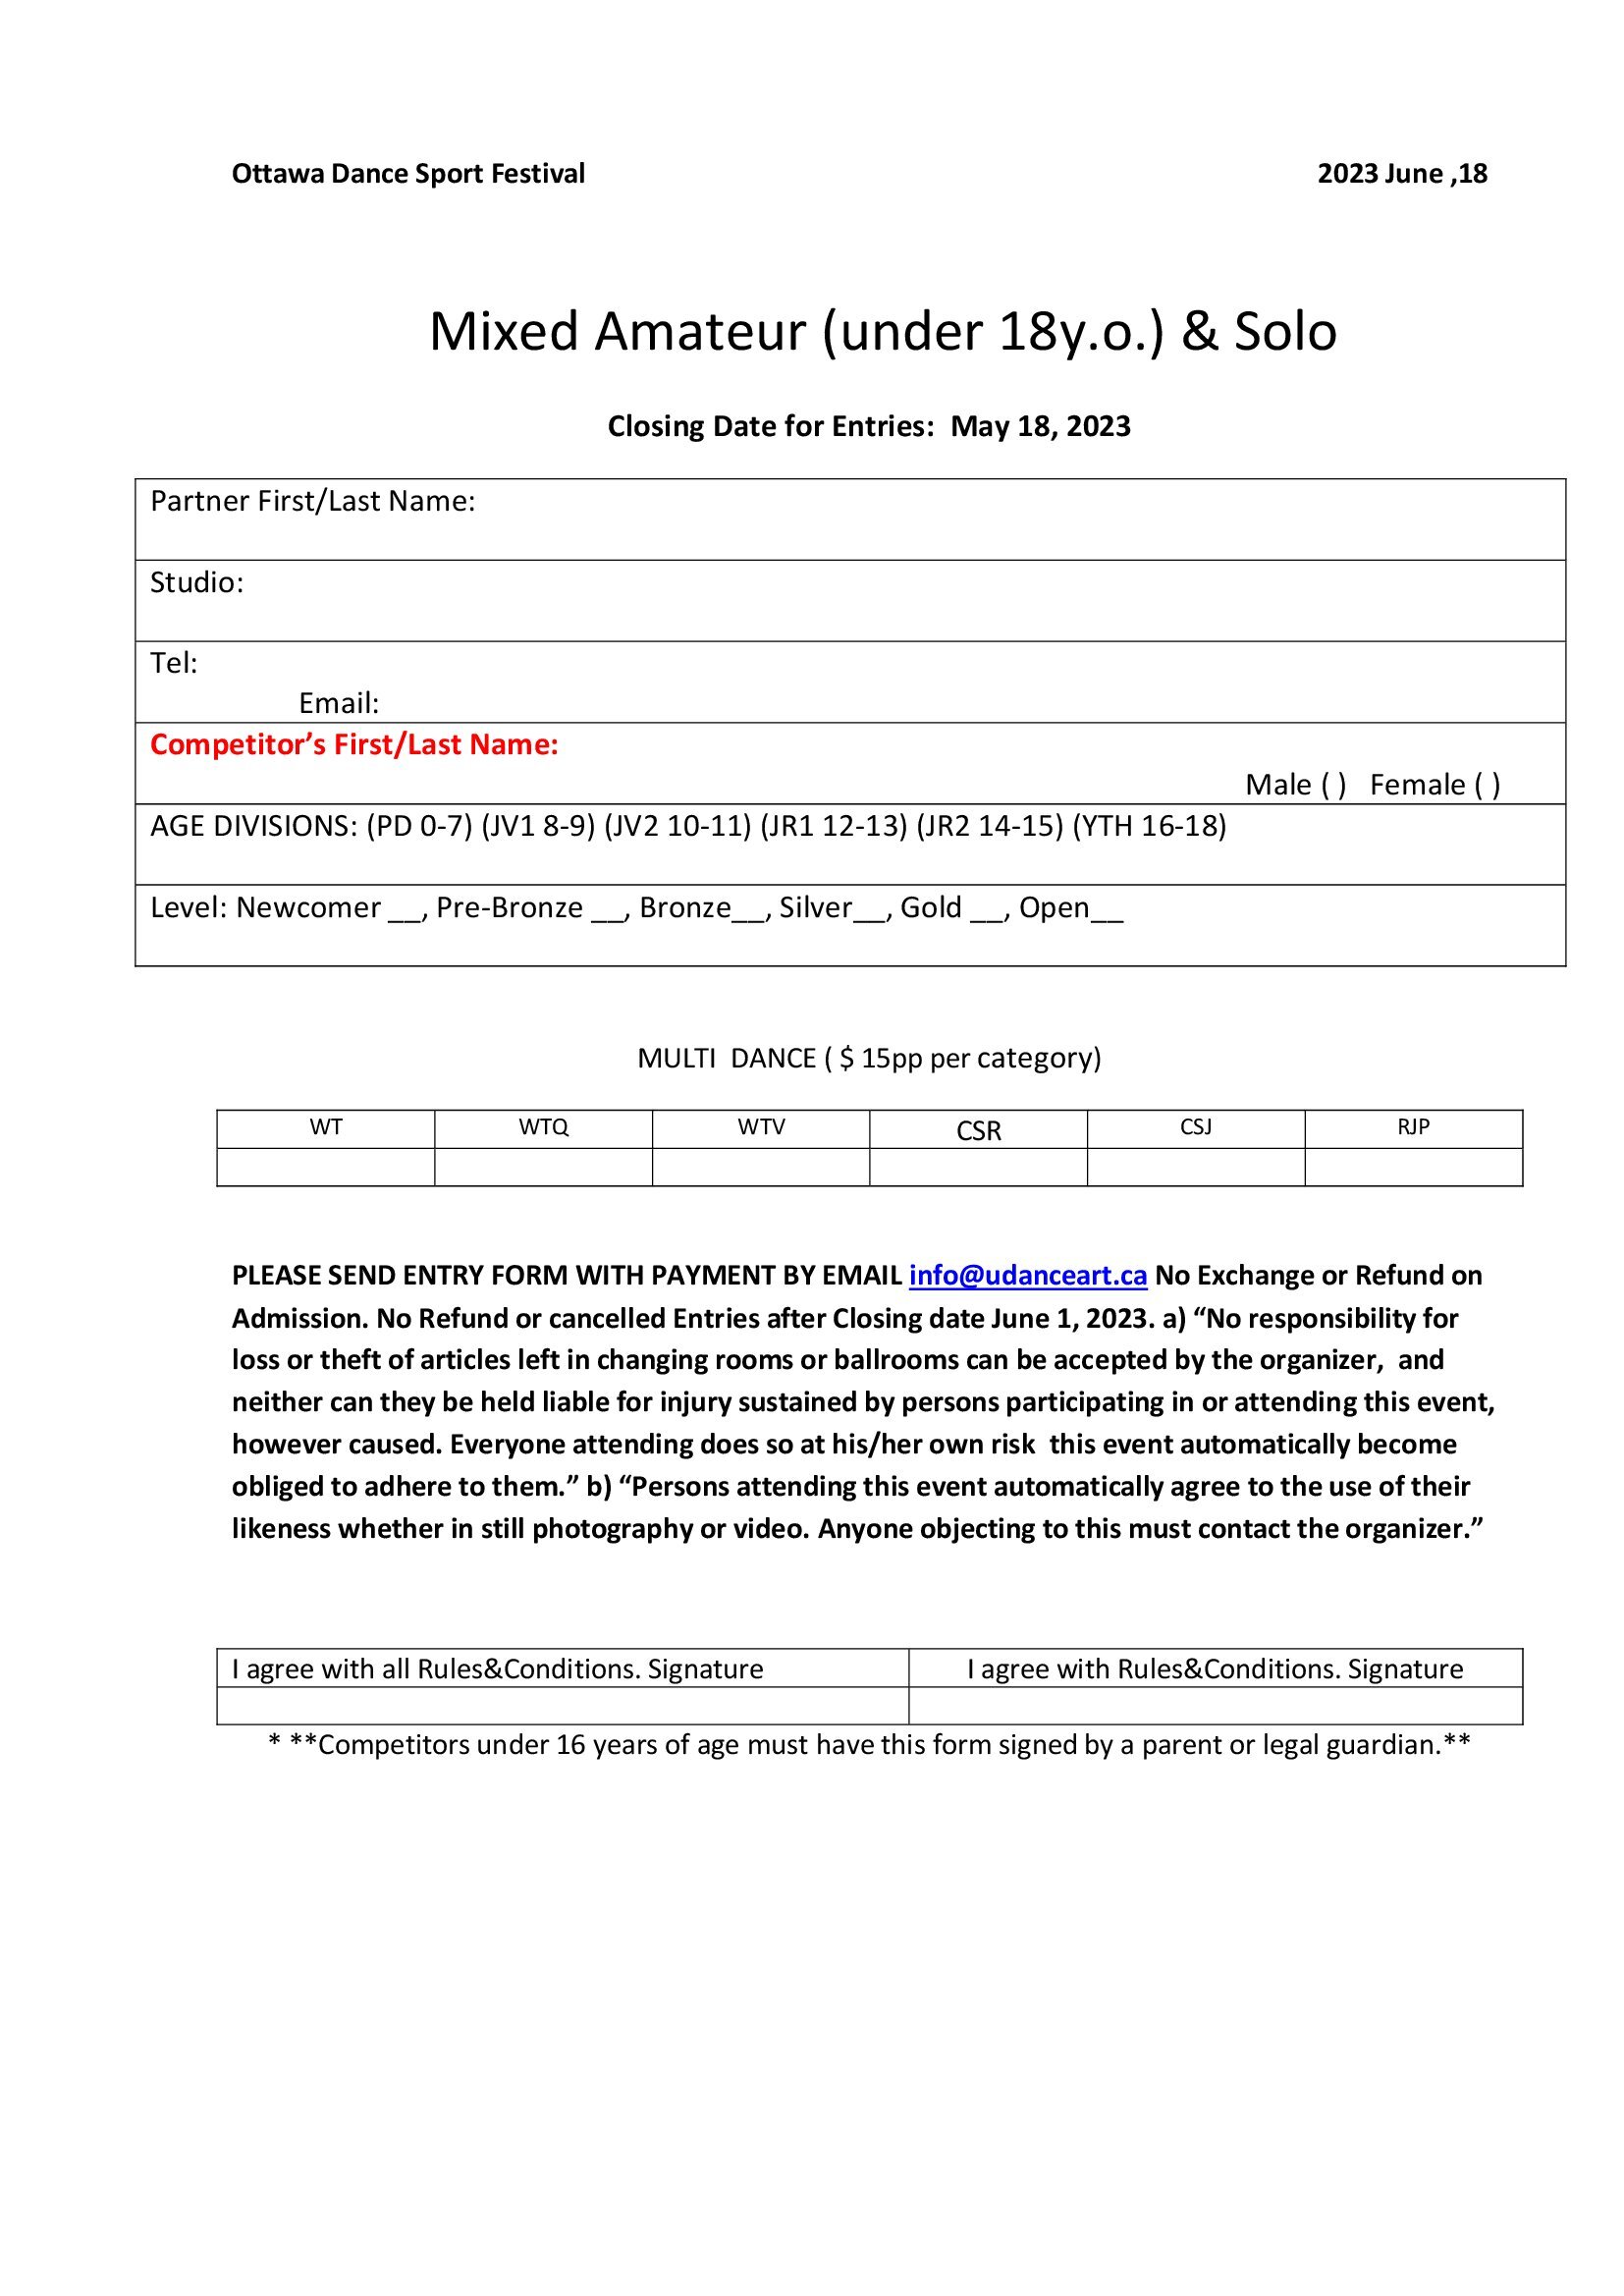 Ottawa Dance Sport Festival 2023 June ,18
Mixed Amateur (under 18y.o.) & Solo
Closing Date for Entries:  May 18, 2023
Partner First/Last Name:
Studio:
Tel:
Email:
Competitor’s First/Last Name:
Male ( )   Female ( )
AGE DIVISIONS: (PD 0-7) (JV1 8-9) (JV2 10-11) (JR1 12-13) (JR2 14-15) (YTH 16-18)
Level: Newcomer __, Pre-Bronze __, Bronze__, Silver__, Gold __, Open__
MULTI  DANCE ( $ 15pp per category)
WT WTQ WTV CSR CSJ RJP
PLEASE SEND ENTRY FORM WITH PAYMENT BY EMAIL info@udanceart.ca No Exchange or Refund on
Admission. No Refund or cancelled Entries after Closing date June 1, 2023. a) “No responsibility for
loss or theft of articles left in changing rooms or ballrooms can be accepted by the organizer,  and
neither can they be held liable for injury sustained by persons participating in or attending this event,
however caused. Everyone attending does so at his/her own risk  this event automatically become
obliged to adhere to them.” b) “Persons attending this event automatically agree to the use of their
likeness whether in still photography or video. Anyone objecting to this must contact the organizer.”
I agree with all Rules&Conditions. Signature I agree with Rules&Conditions. Signature
* **Competitors under 16 years of age must have this form signed by a parent or legal guardian.**